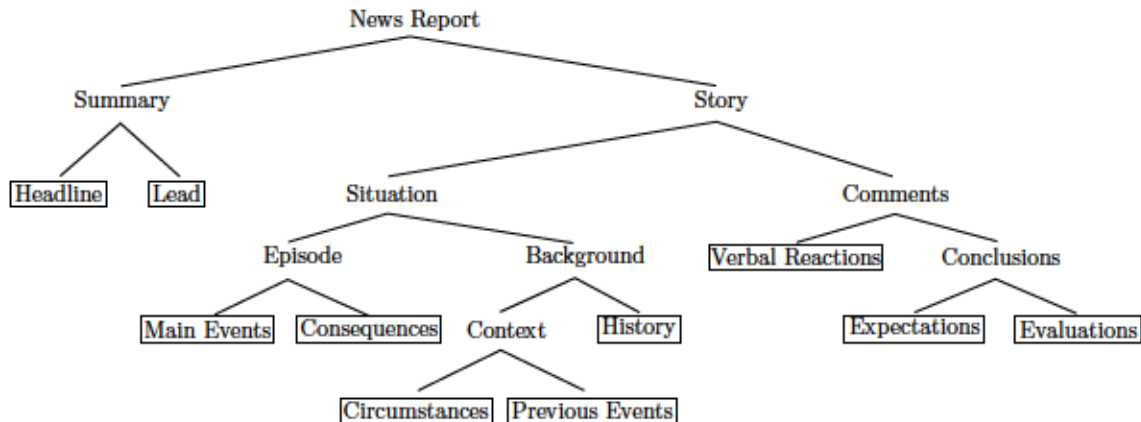 News Report
Summary Story
Headline Lead Situation Comments
Episode Background Verbal Reactions Conclusions
Main Events Consequences Context History Expectations Evaluations
Circumstances Previous Events